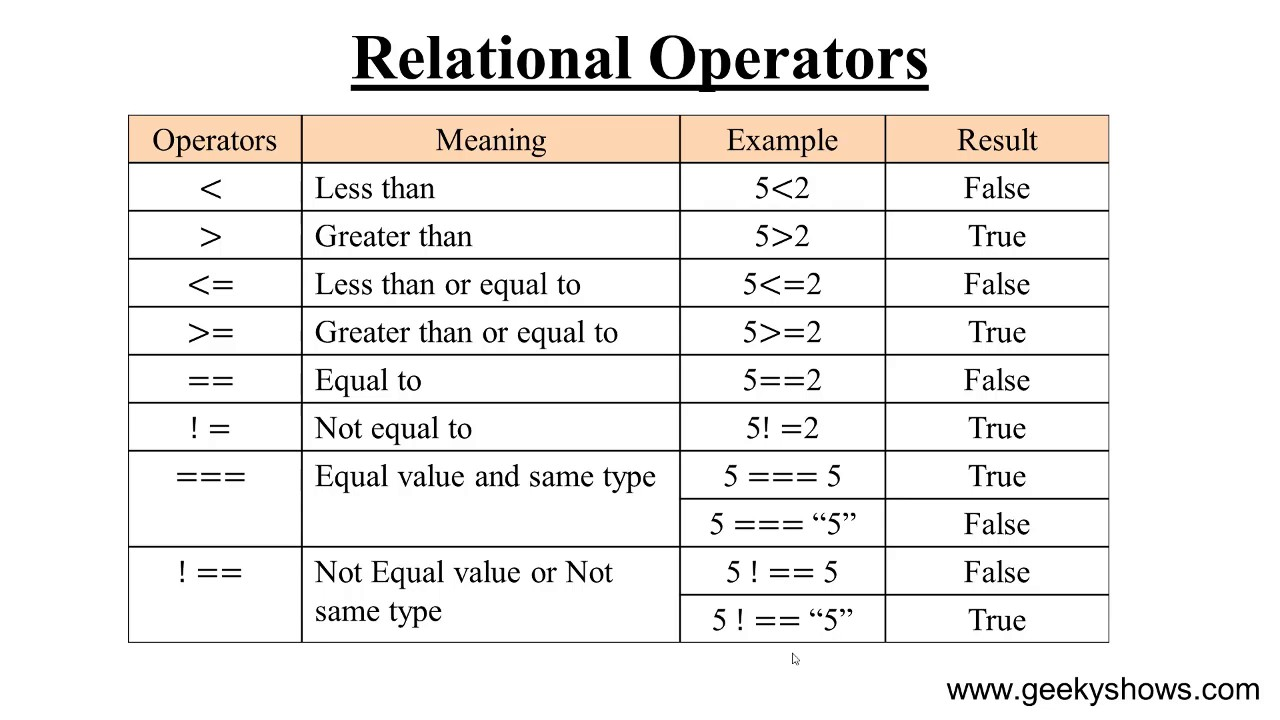 Relational Operators
Operators Meaning Example Result
< Less than 5<2 False
> Greater than 5>2 True
<= Less than or equal to 5<=2 False
>= Greater than or equal to 5>=2 True
== Equal to 5==2 False
! = Not equal to 5! =2 True
=== Equal value and same type 5 === 5 True
5 === “5” False
! == Not Equal value or Not 5 ! == 5 False
same type 5 ! == “5” True
www.geekyshows.com